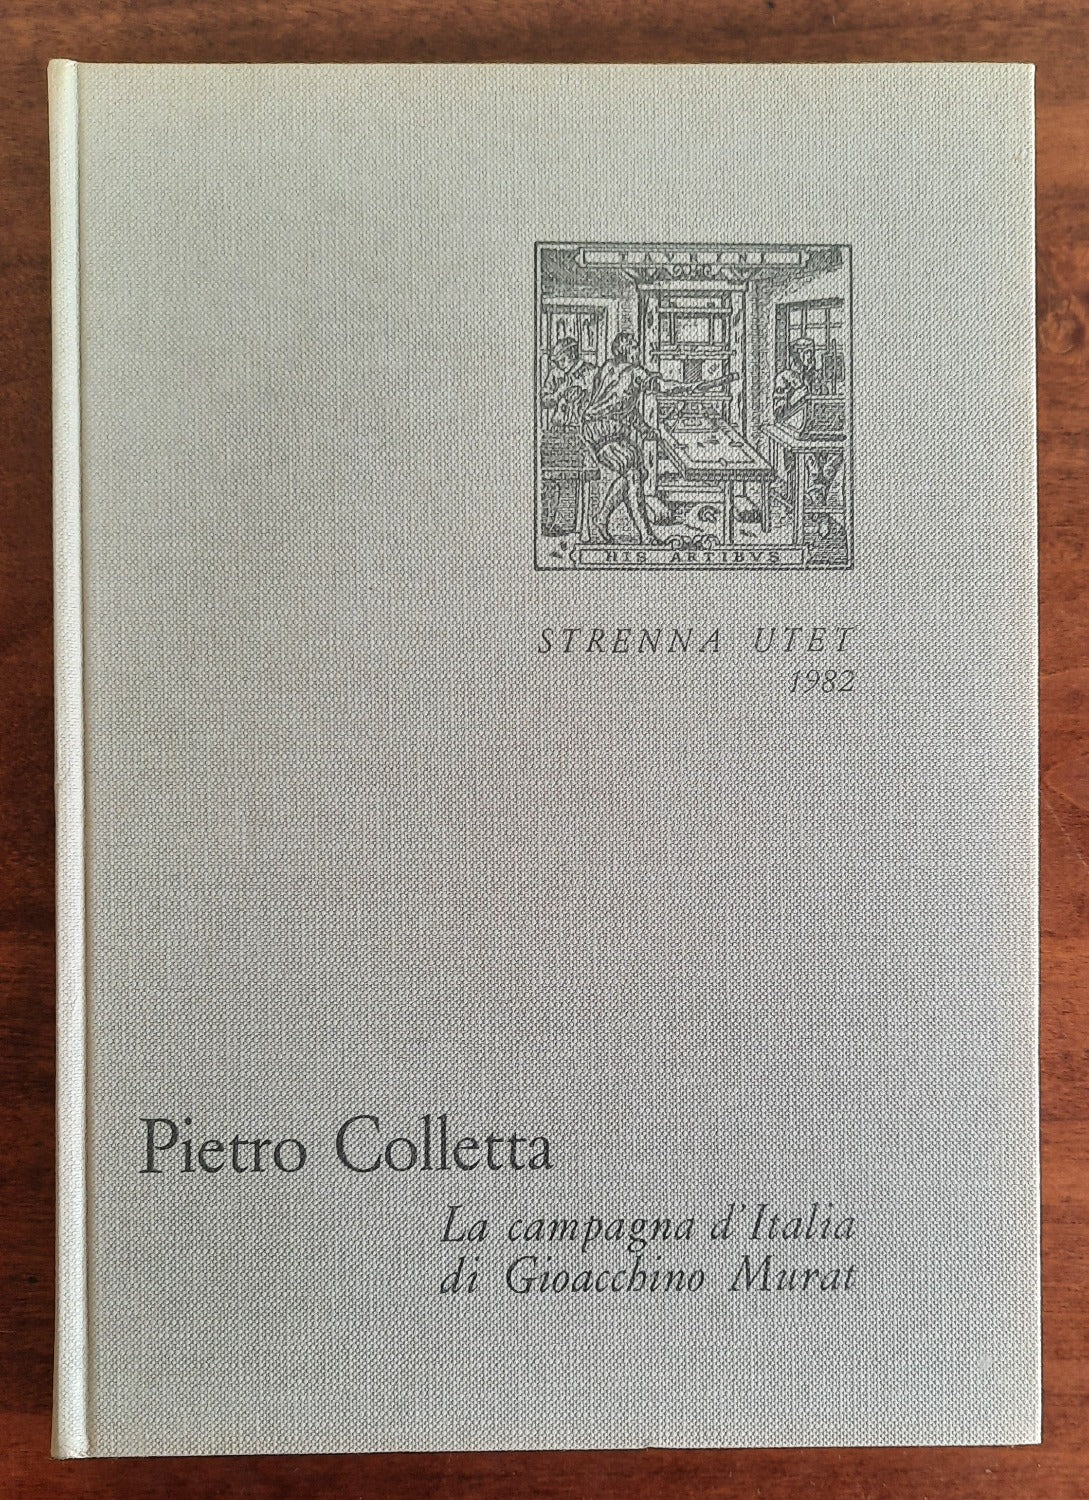 TAVRINI
HIS ARTIBVS
STRENNA UTET
1982
Pietro Colletta
La campagna d'Italia
di Gioacchino Murat